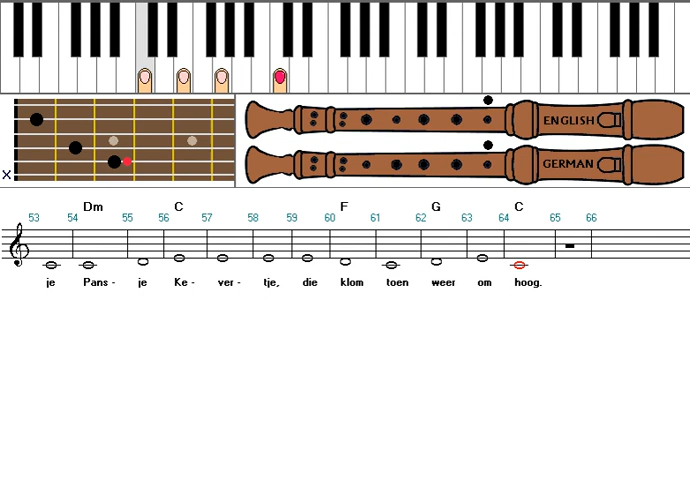 ENGLISH
x
GERMAN
Dm C F G C
53 54 55 56 57 58 59 60 61 62 63 64 65 66
je Pans - je Ke - ver - tje, die klom toen weer om hoog.